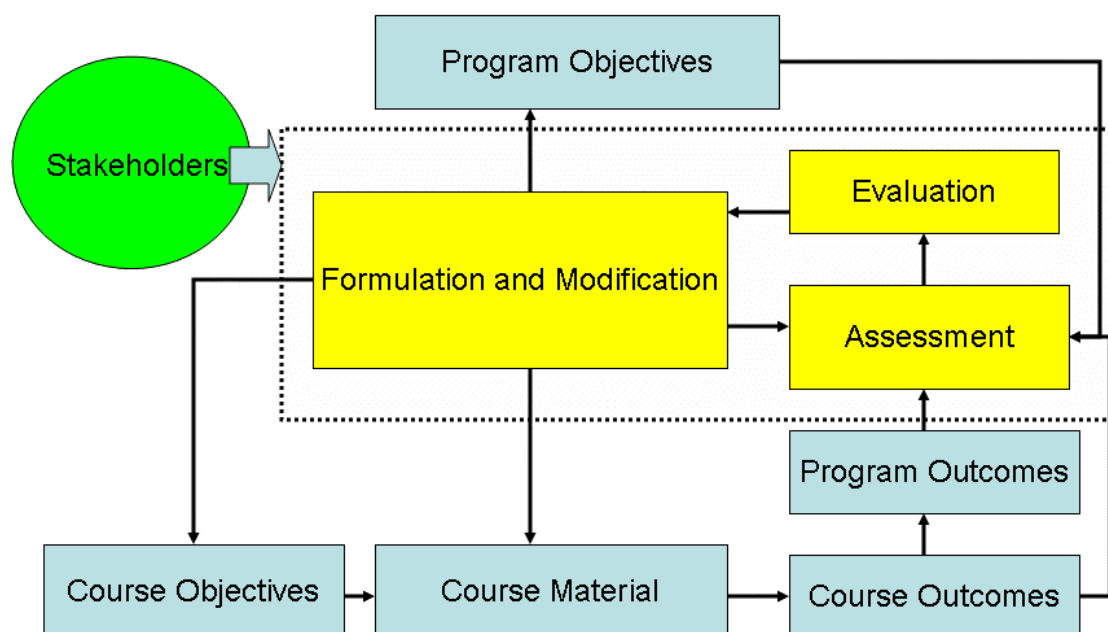 Program Objectives
Stakeholders
Evaluation
Formulation and Modification
Assessment
Program Outcomes
Course Objectives
Course Material
Course Outcomes